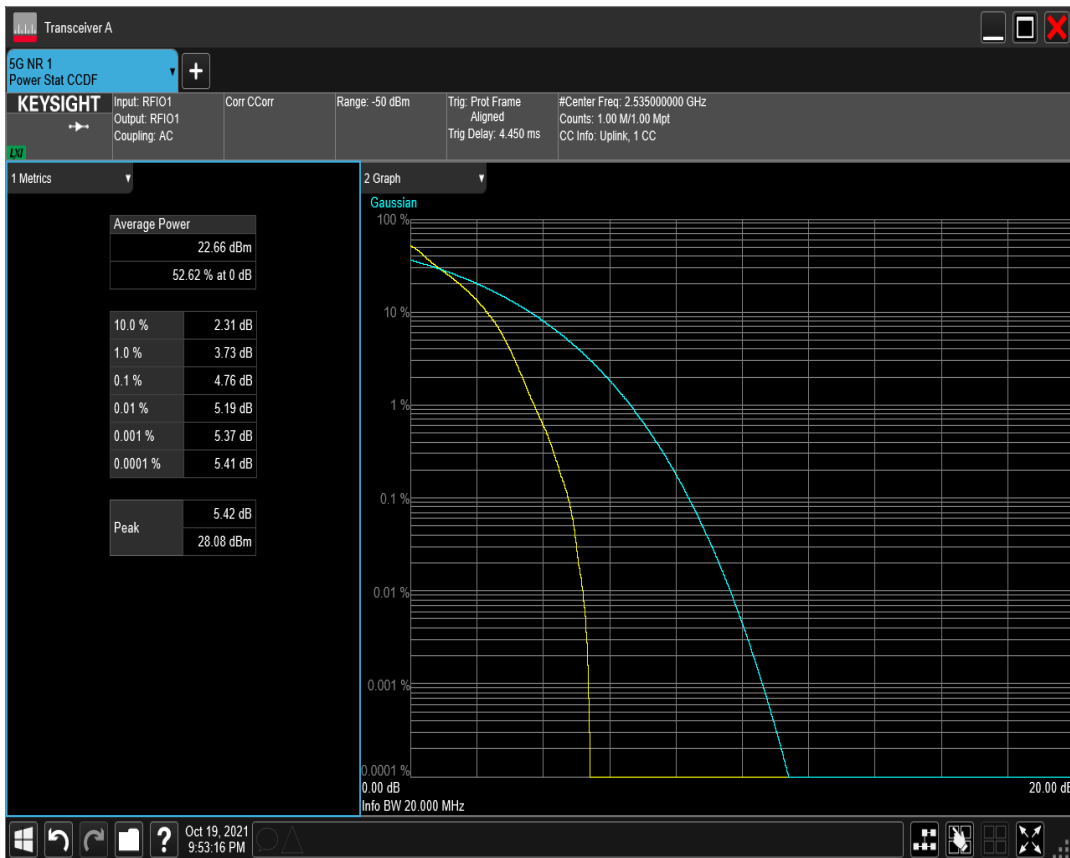 Transceiver A
5G NR 1
Power Stat CCDF
KEYSIGHT
LXI
Input: RFIO1
Output: RFIO1
Coupling: AC
Corr CCorr
Range: -50 dBm
Trig: Prot Frame
Aligned
Trig Delay: 4.450 ms
#Center Freq: 2.535000000 GHz
Counts: 1.00 M/1.00 Mpt
CC Info: Uplink, 1 CC
1 Metrics
Average Power
22.66 dBm
52.62 % at 0 dB
10.0 % 2.31 dB
1.0 % 3.73 dB
0.1 % 4.76 dB
0.01 % 5.19 dB
0.001 % 5.37 dB
0.0001 % 5.41 dB
Peak
5.42 dB
28.08 dBm
2 Graph
Gaussian
100 %
10 %
1 %
0.1 %
0.01 %
0.001 %
0.0001 %
0.00 dB 20.00 dB
Info BW 20.000 MHz
?
Oct 19, 2021
9:53:16 PM